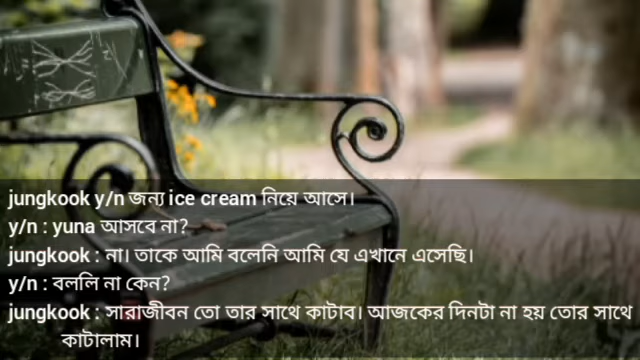 jungkook y/n জন্য ice cream নিয়ে আসে।
y/n : yuna আসবে না?
jungkook : না। তাকে আমি বলেনি আমি যে এখানে এসেছি।
y/n : বললি না কেন?
jungkook : সারাজীবন তো তার সাথে কাটাব। আজকের দিনটা না হয় তোর সাথে
কাটালাম।